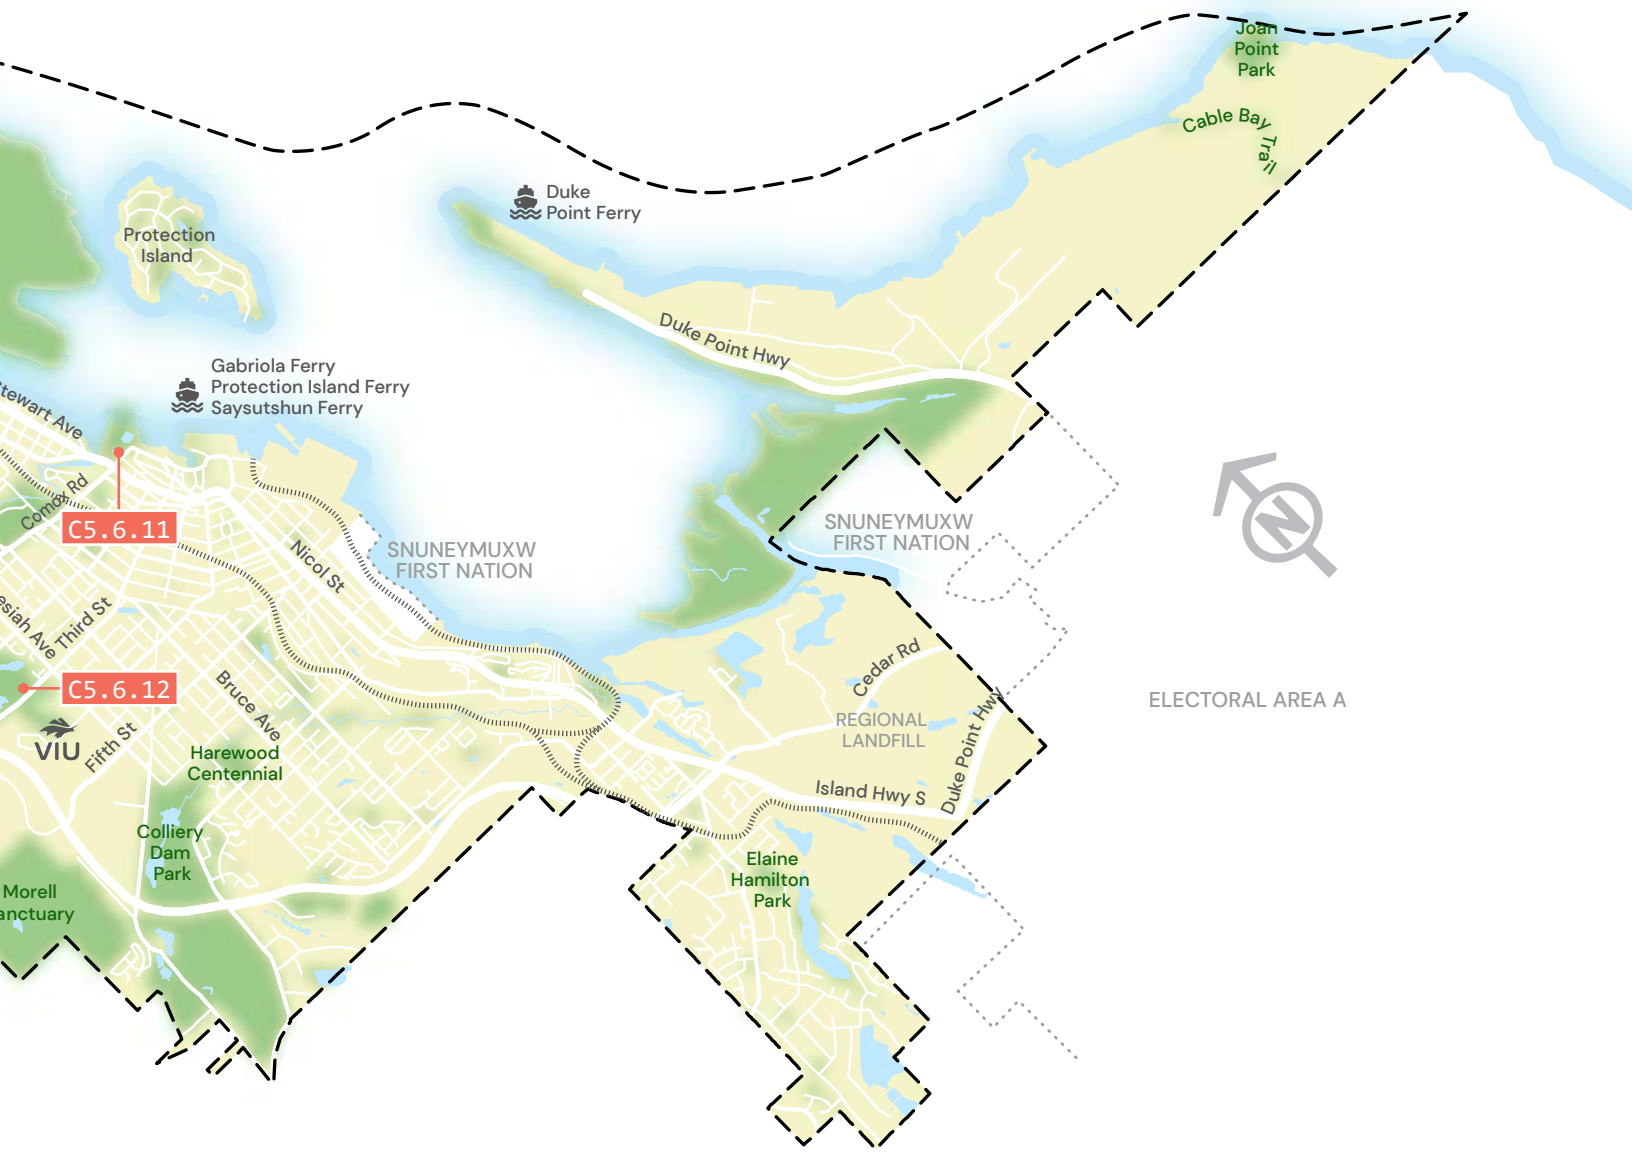 Joan
Point
Park
Cable Bay Trail
Duke
Point Ferry
Protection
Island
Duke Point Hwy
Gabriola Ferry
Protection Island Ferry
Saysutshun Ferry
Stewart Ave
Comox Rd
C5.6.11
SNUNEYMUXW
FIRST NATION
SNUNEYMUXW
FIRST NATION
N
Nicol St
Third St
esiah Ave
C5.6.12
Cedar Rd
Bruce Ave
ELECTORAL AREA A
REGIONAL
LANDFILL
Duke Point Hwy
VIU
Fifth St
Harewood
Centennial
Island Hwy S
Colliery
Dam
Park
Elaine
Hamilton
Park
Morell
anctuary